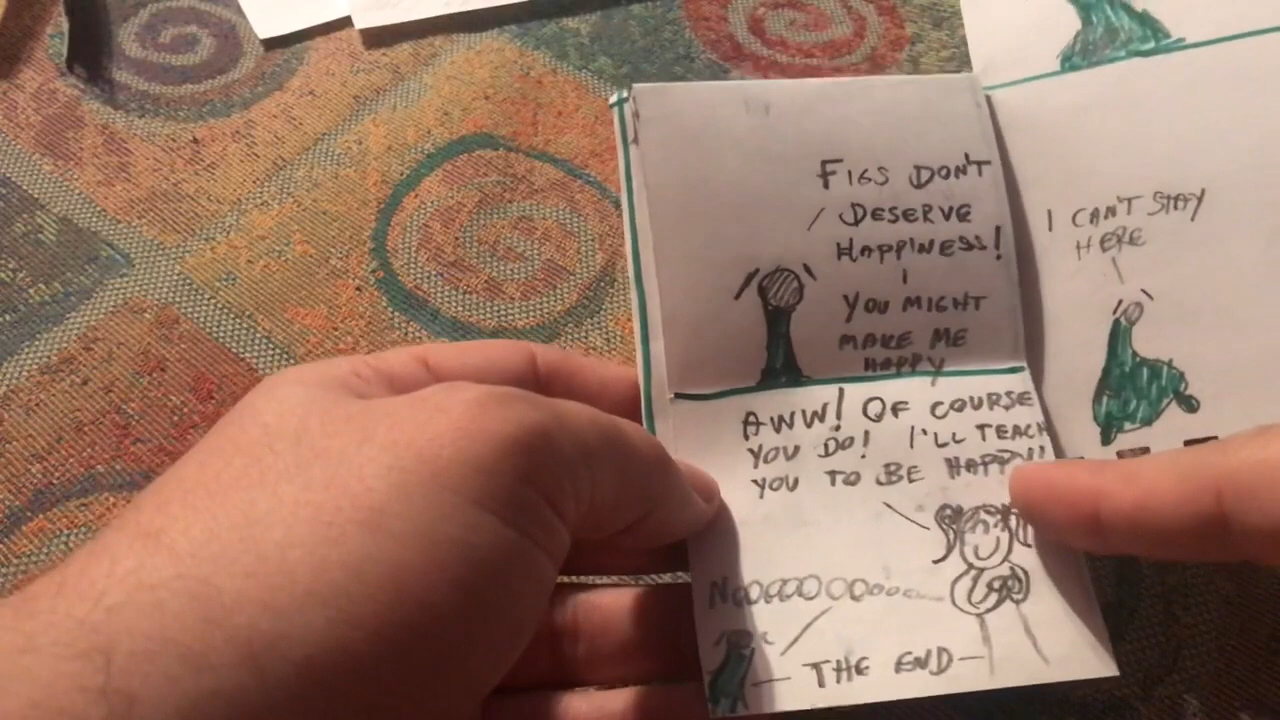 FIGS DON'T
DESERVE
HAPPINESS!
YOU MIGHT
MAKE ME
HAPPY
I CAN'T STAY
HERE
AWW! OF COURSE
YOU DO! I'LL TEACH
YOU TO BE HAPPY!
NOOOOOOOOOOO
—THE END—